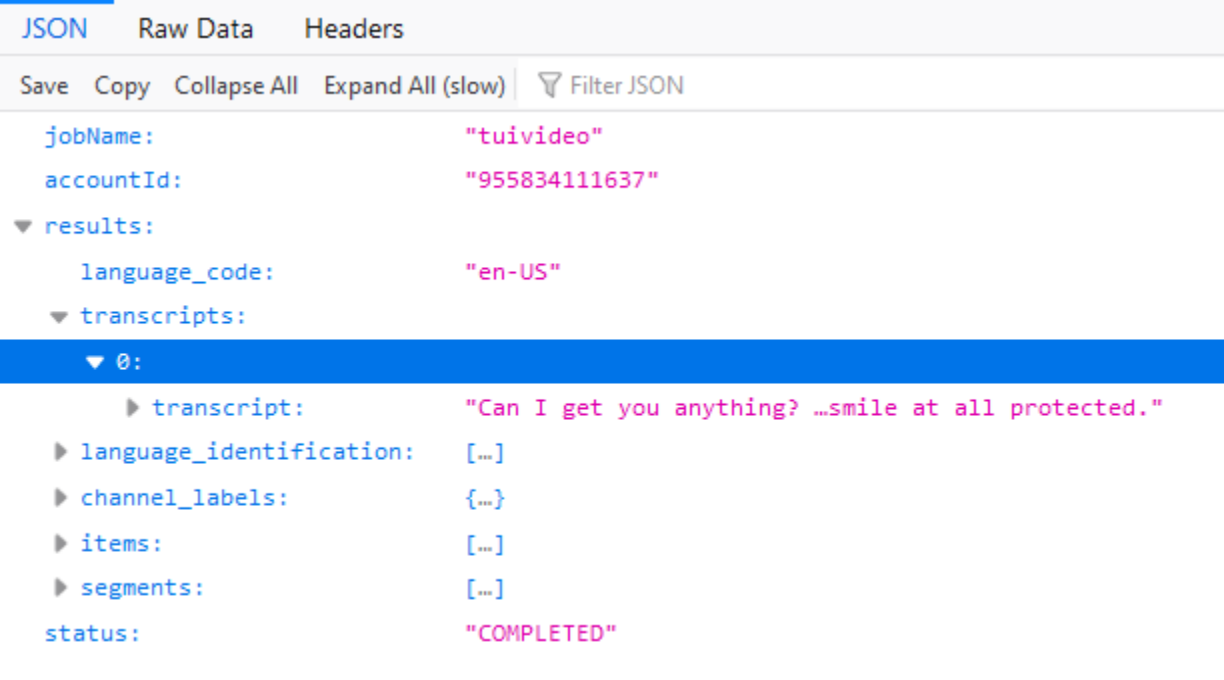 JSON Raw Data Headers
Save Copy Collapse All Expand All (slow) Filter JSON
jobName: "tuivideo"
accountId: "955834111637"
results:
language_code: "en-US"
transcripts:
0:
transcript: "Can I get you anything? …smile at all protected."
language_identification: […]
channel_labels: {…}
items: […]
segments: […]
status: "COMPLETED"